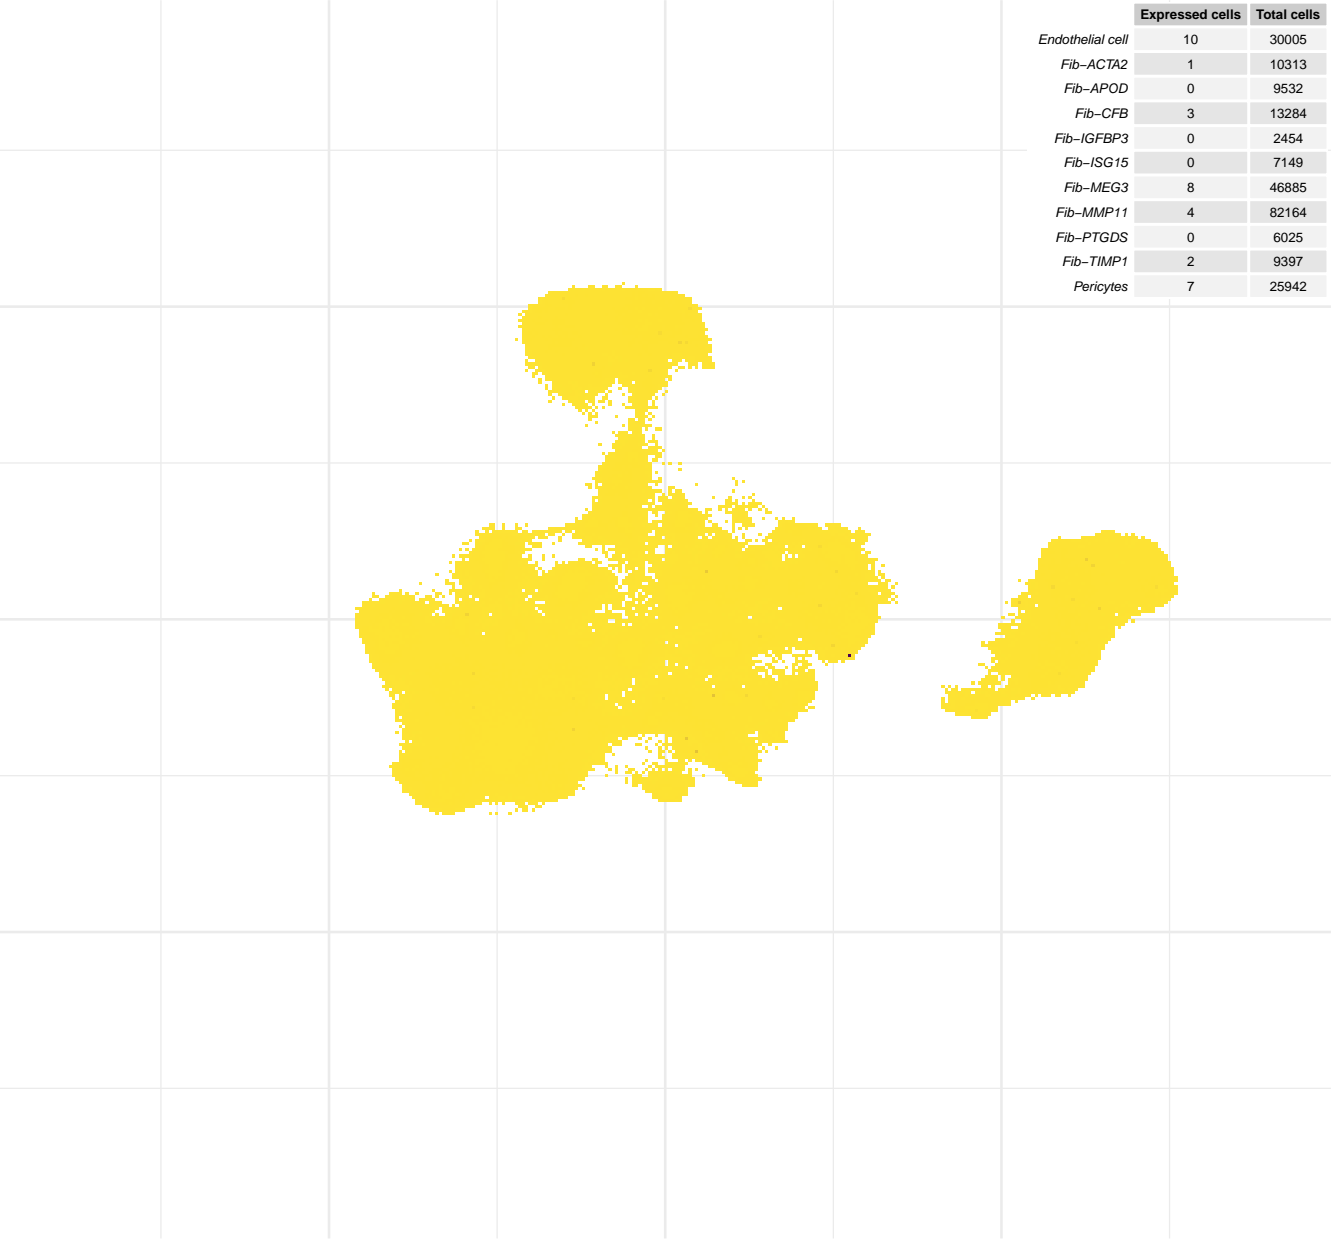 Expressed cells Total cells
Endothelial cell 10 30005
Fib−ACTA2 1 10313
Fib−APOD 0 9532
Fib−CFB 3 13284
Fib−IGFBP3 0 2454
Fib−ISG15 0 7149
Fib−MEG3 8 46885
Fib−MMP11 4 82164
Fib−PTGDS 0 6025
Fib−TIMP1 2 9397
Pericytes 7 25942